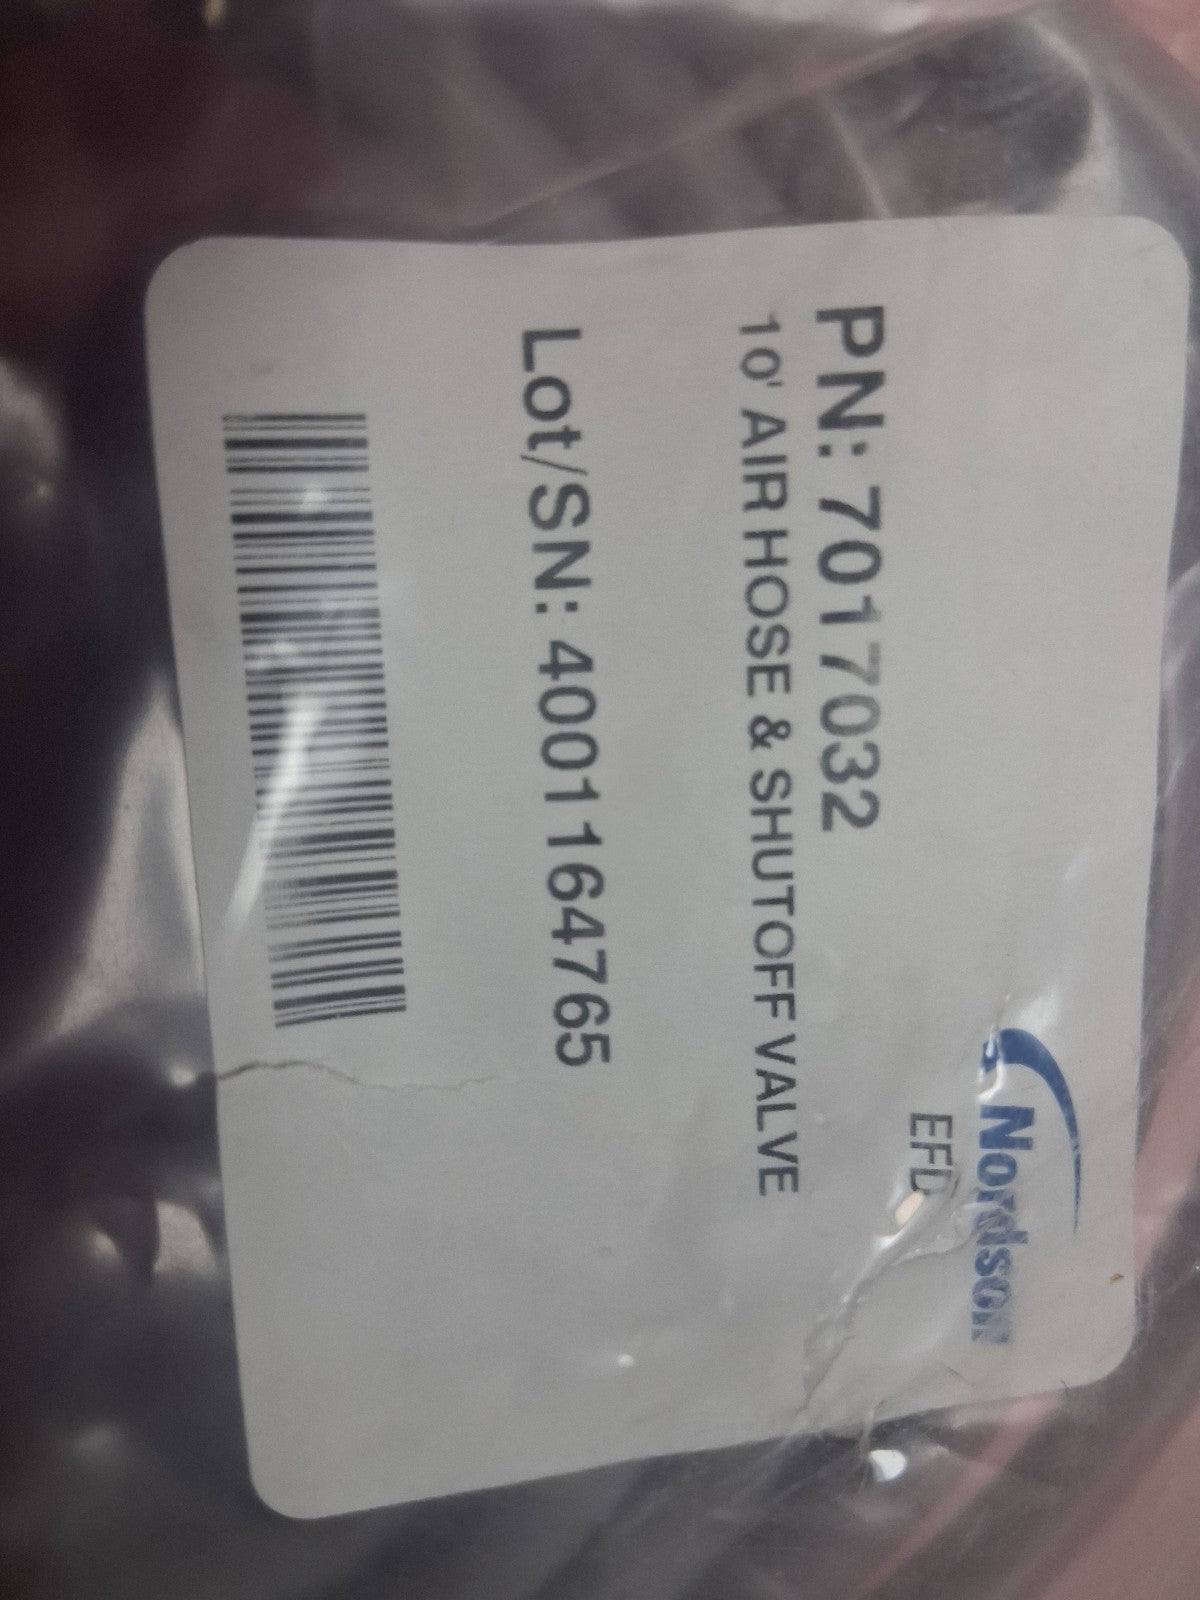 Nordson
EFD
PN: 7017032
10' AIR HOSE & SHUTOFF VALVE
Lot/SN: 4001164765